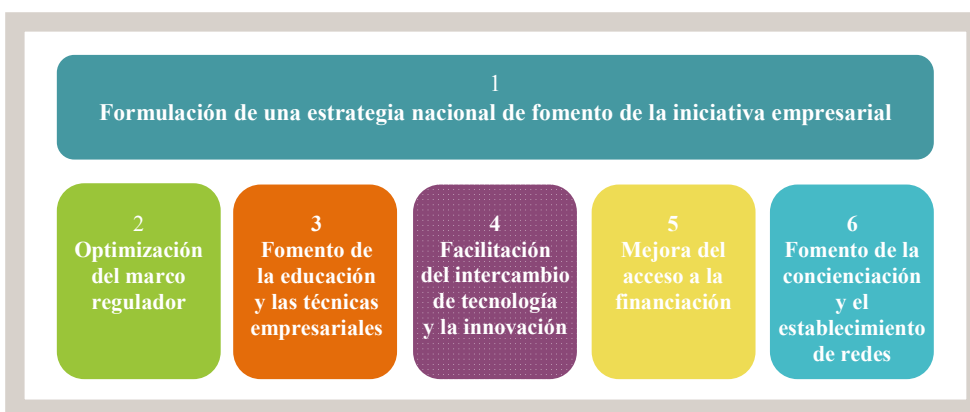 1
Formulación de una estrategia nacional de fomento de la iniciativa empresarial
2
Optimización
del marco
regulador
3
Fomento de
la educación
y las técnicas
empresariales
4
Facilitación
del intercambio
de tecnología
y la innovación
5
Mejora del
acceso a la
financiación
6
Fomento de la
concienciación
y el
establecimiento
de redes